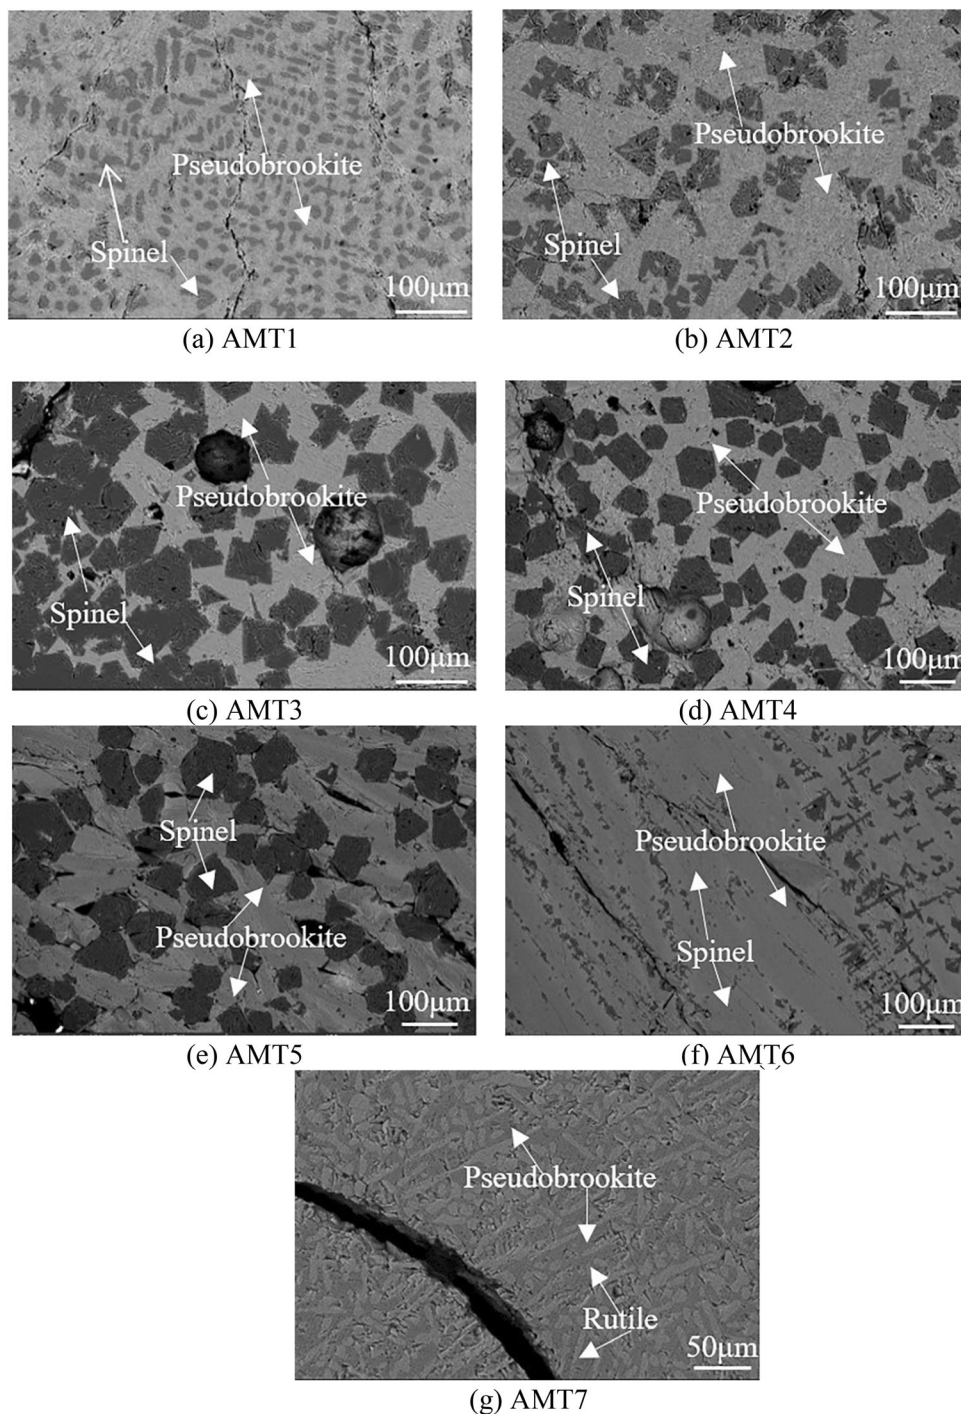 Pseudobrookite
Spinel
100μm
(a) AMT1
Pseudobrookite
Spinel
100μm
(b) AMT2
Pseudobrookite
Spinel
100μm
(c) AMT3
Pseudobrookite
Spinel
100μm
(d) AMT4
Spinel
Pseudobrookite
100μm
(e) AMT5
Pseudobrookite
Spinel
100μm
(f) AMT6
Pseudobrookite
Rutile
50μm
(g) AMT7